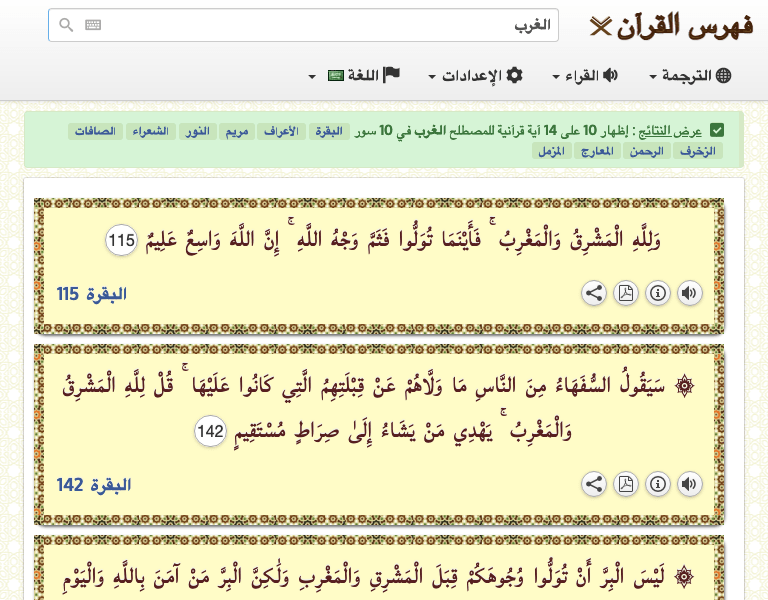 فهرس القرآن
الغرب
الترجمة
القراء
الإعدادات
اللغة
عرض النتائج : إظهار 10 على 14 آية قرآنية للمصطلح الغرب في 10 سور البقرة الأعراف مريم النور الشعراء الصافات
الزخرف الرحمن المعارج المزمل
وَلِلَّهِ الْمَشْرِقُ وَالْمَغْرِبُ ۚ فَأَيْنَمَا تُوَلُّوا فَثَمَّ وَجْهُ اللَّهِ ۚ إِنَّ اللَّهَ وَاسِعٌ عَلِيمٌ 115
البقرة 115
۞ سَيَقُولُ السُّفَهَاءُ مِنَ النَّاسِ مَا وَلَّاهُمْ عَنْ قِبْلَتِهِمُ الَّتِي كَانُوا عَلَيْهَا ۚ قُلْ لِلَّهِ الْمَشْرِقُ
وَالْمَغْرِبُ ۚ يَهْدِي مَنْ يَشَاءُ إِلَىٰ صِرَاطٍ مُسْتَقِيمٍ 142
البقرة 142
۞ لَيْسَ الْبِرَّ أَنْ تُوَلُّوا وُجُوهَكُمْ قِبَلَ الْمَشْرِقِ وَالْمَغْرِبِ وَلَٰكِنَّ الْبِرَّ مَنْ آمَنَ بِاللَّهِ وَالْيَوْمِ